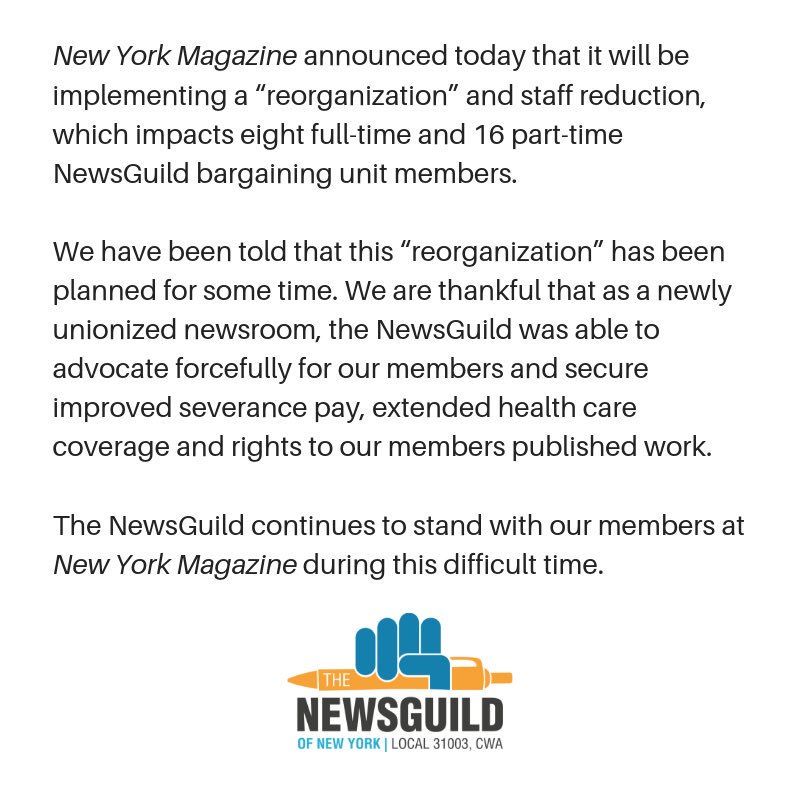 New York Magazine announced today that it will be
implementing a “reorganization” and staff reduction,
which impacts eight full-time and 16 part-time
NewsGuild bargaining unit members.
We have been told that this “reorganization” has been
planned for some time. We are thankful that as a newly
unionized newsroom, the NewsGuild was able to
advocate forcefully for our members and secure
improved severance pay, extended health care
coverage and rights to our members published work.
The NewsGuild continues to stand with our members at
New York Magazine during this difficult time.
THE
NEWSGUILD
OF NEW YORK | LOCAL 31003, CWA